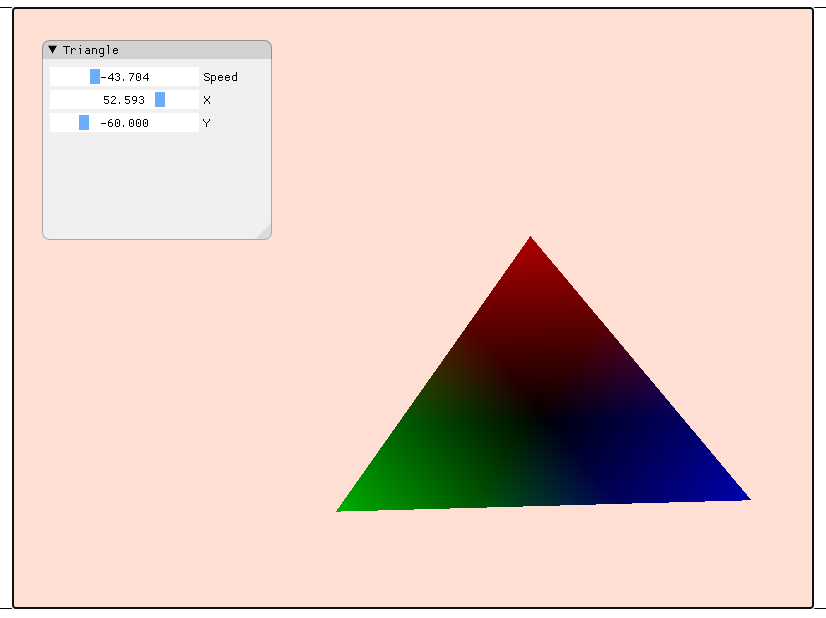 Triangle
-43.704 Speed
52.593 X
-60.000 Y